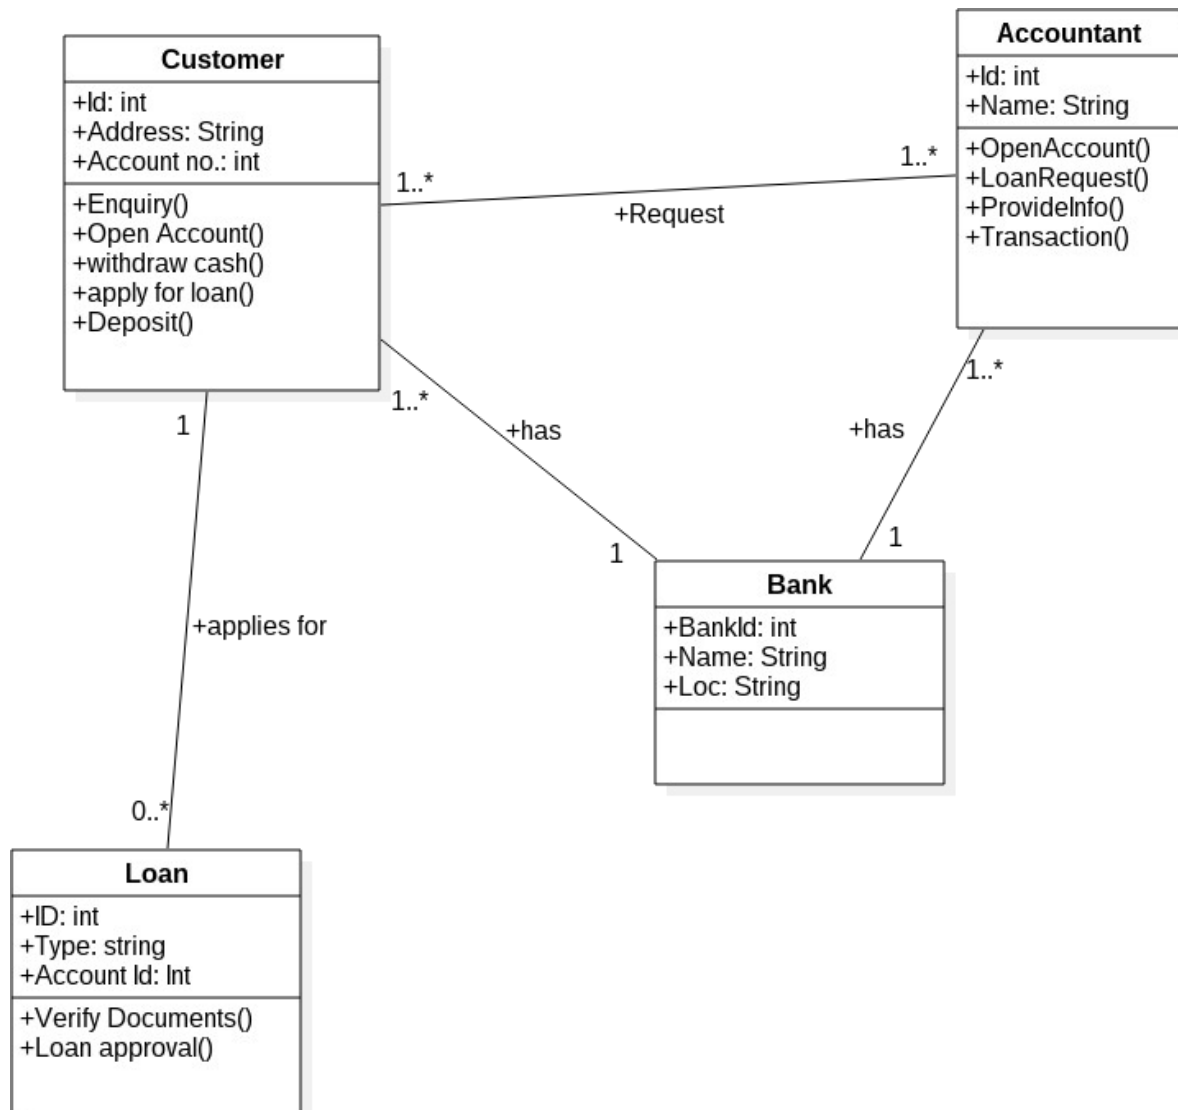 Customer
+Id: int
+Address: String
+Account no.: int
+Enquiry()
+Open Account()
+withdraw cash()
+apply for loan()
+Deposit()
Accountant
+Id: int
+Name: String
+OpenAccount()
+LoanRequest()
+ProvideInfo()
+Transaction()
1..*
1..*
+Request
1..*
+has
1
1..*
+has
1
1
+applies for
0..*
Bank
+BankId: int
+Name: String
+Loc: String
Loan
+ID: int
+Type: string
+Account Id: Int
+Verify Documents()
+Loan approval()